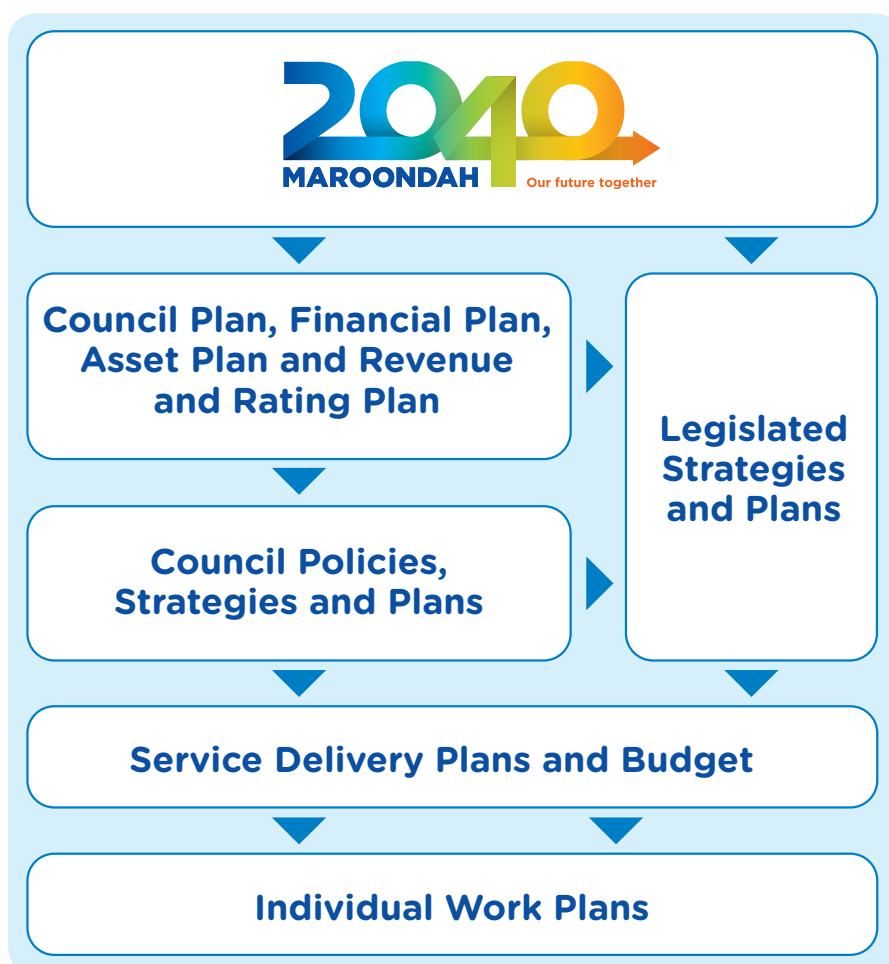 2040
MAROONDAH
Our future together
Council Plan, Financial Plan,
Asset Plan and Revenue
and Rating Plan
Legislated
Strategies
and Plans
Council Policies,
Strategies and Plans
Service Delivery Plans and Budget
Individual Work Plans